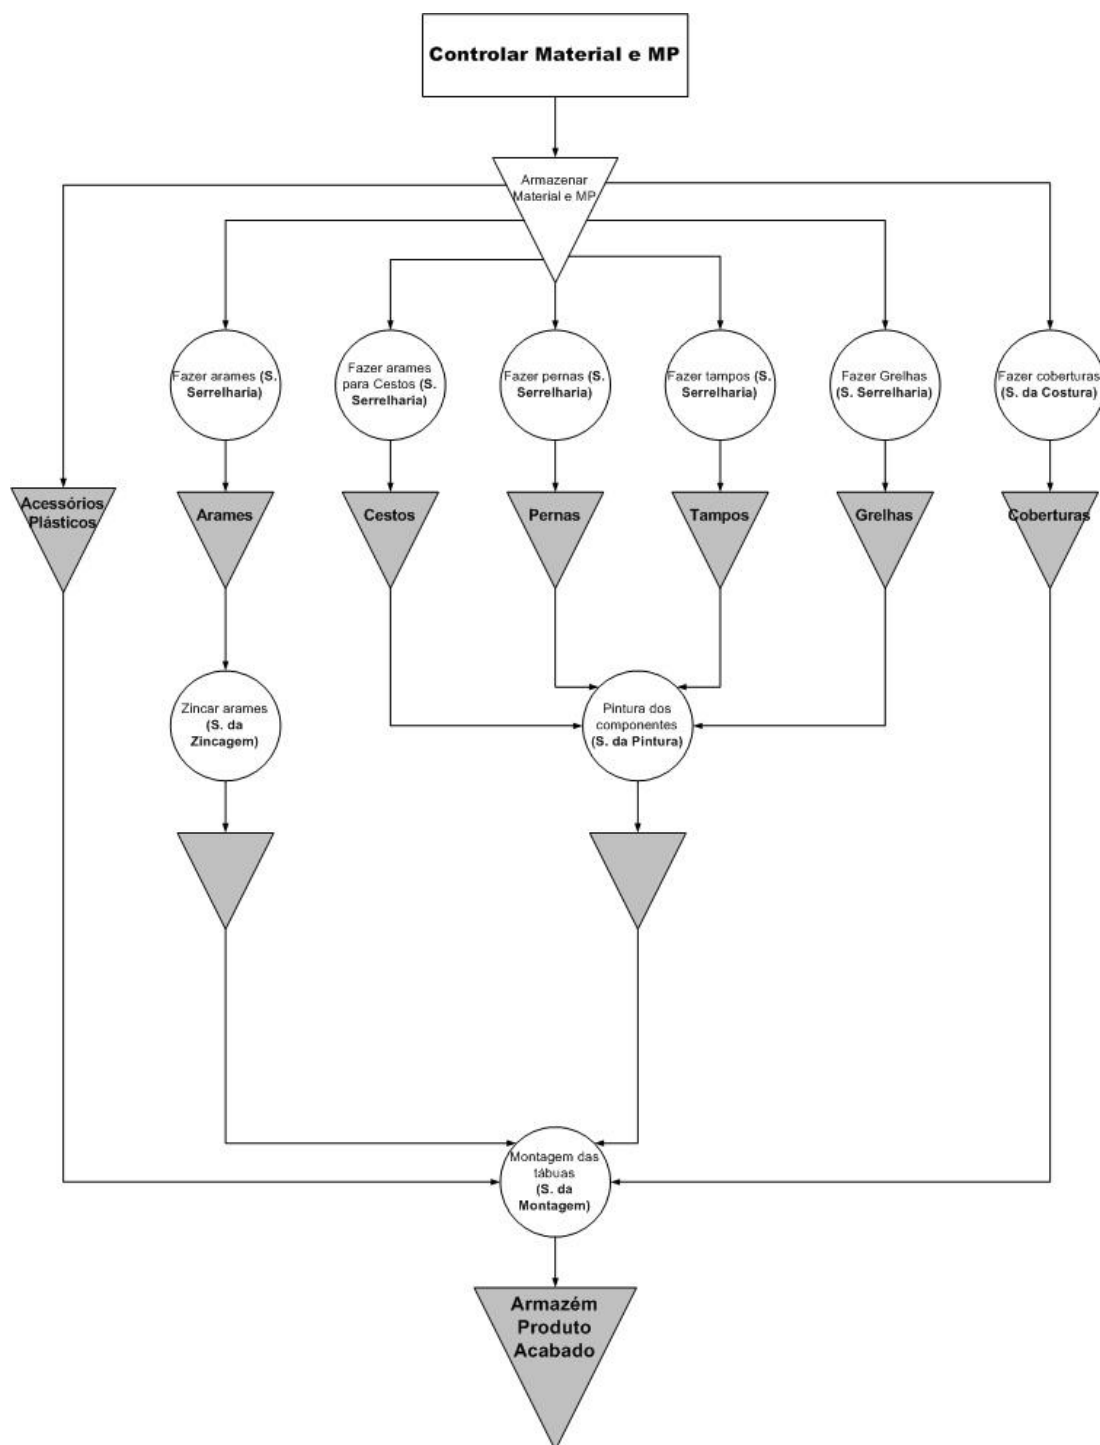 Controlar Material e MP
Armazenar
Material e MP
Fazer arames (S.
Serrelharia)
Fazer arames
para Cestos (S.
Serrelharia)
Fazer pernas (S.
Serrelharia)
Fazer tampos (S.
Serrelharia)
Fazer Grelhas
(S. Serrelharia)
Fazer coberturas
(S. da Costura)
Acessórios
Plásticos
Arames
Cestos
Pernas
Tampos
Grelhas
Coberturas
Zincar arames
(S. da
Zincagem)
Pintura dos
componentes
(S. da Pintura)
Montagem das
tábuas
(S. da
Montagem)
Armazém
Produto
Acabado